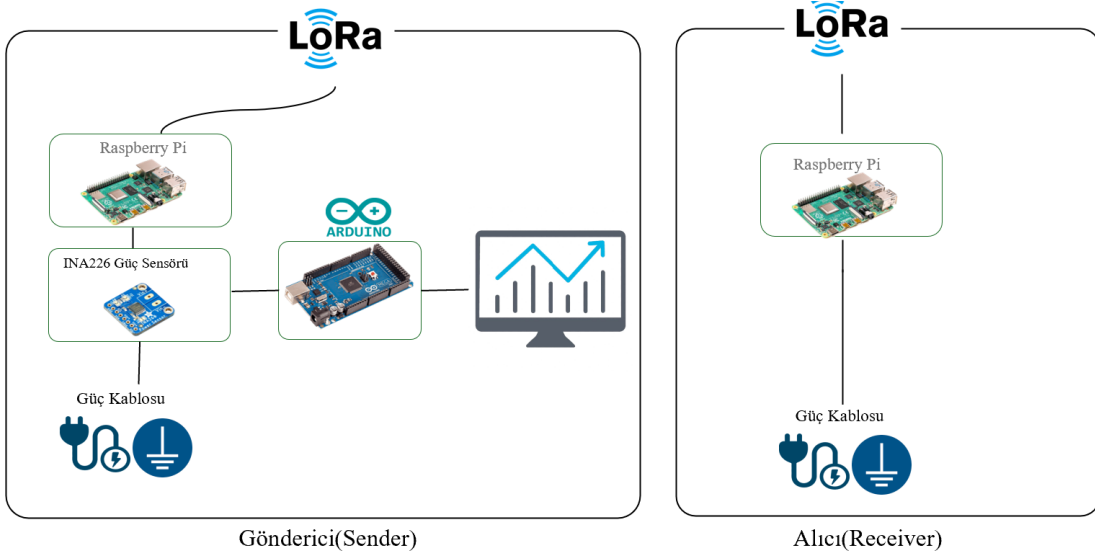 LoRa
Raspberry Pi
INA226 Güç Sensörü
ARDUINO
Güç Kablosu
Gönderici(Sender)
LoRa
Raspberry Pi
Güç Kablosu
Alıcı(Receiver)